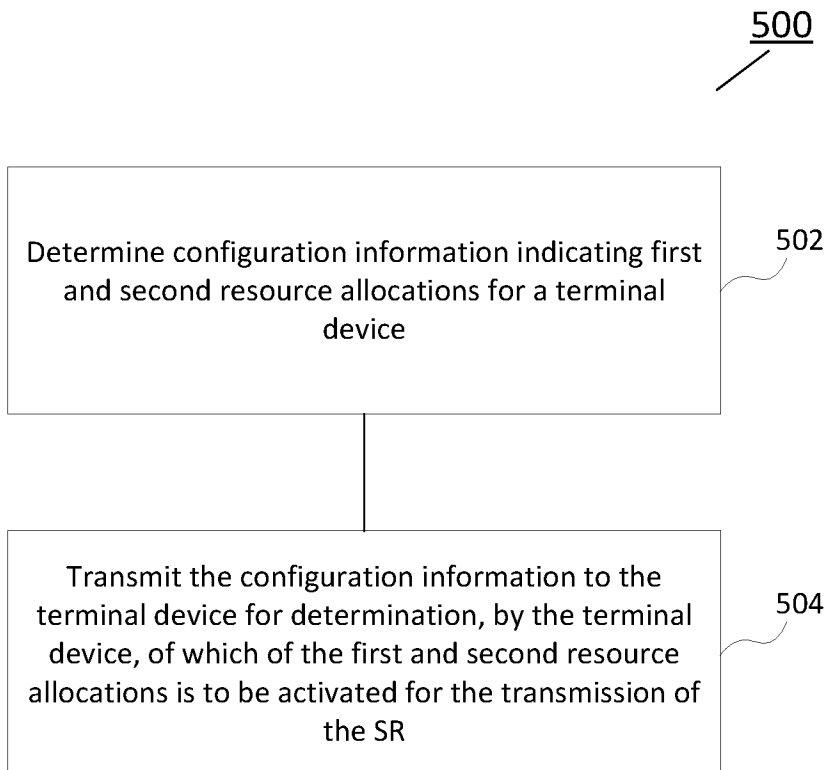 500
Determine configuration information indicating first
and second resource allocations for a terminal
device
502
Transmit the configuration information to the
terminal device for determination, by the terminal
device, of which of the first and second resource
allocations is to be activated for the transmission of
the SR
504